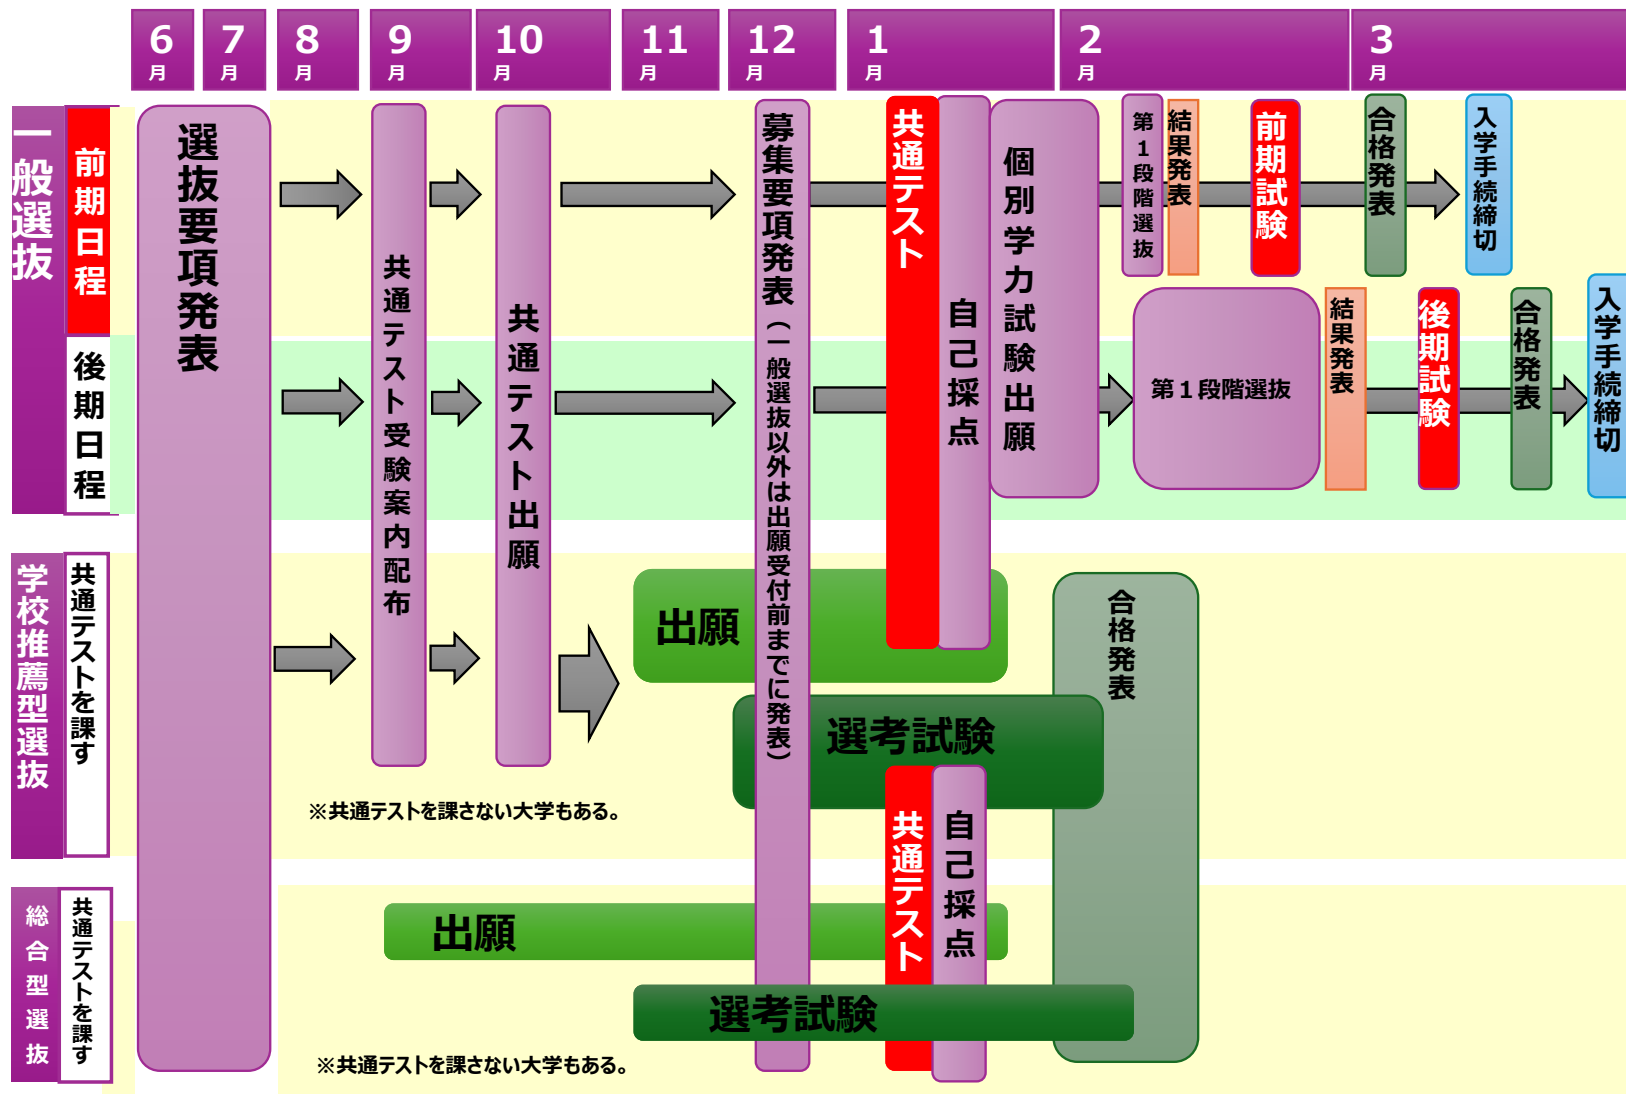 6月
7月
8月
9月
10月
11月
12月
1月
2月
3月
一般選抜
前期日程
後期日程
選抜要項発表
共通テスト受験案内配布
共通テスト出願
募集要項発表（一般選抜以外は出願受付前までに発表）
共通テスト
自己採点
個別学力試験出願
第1段階選抜
結果発表
前期試験
合格発表
入学手続締切
第1段階選抜
結果発表
後期試験
合格発表
入学手続締切
学校推薦型選抜
共通テストを課す
出願
選考試験
合格発表
※共通テストを課さない大学もある。
共通テスト
自己採点
総合型選抜
共通テストを課す
出願
選考試験
※共通テストを課さない大学もある。